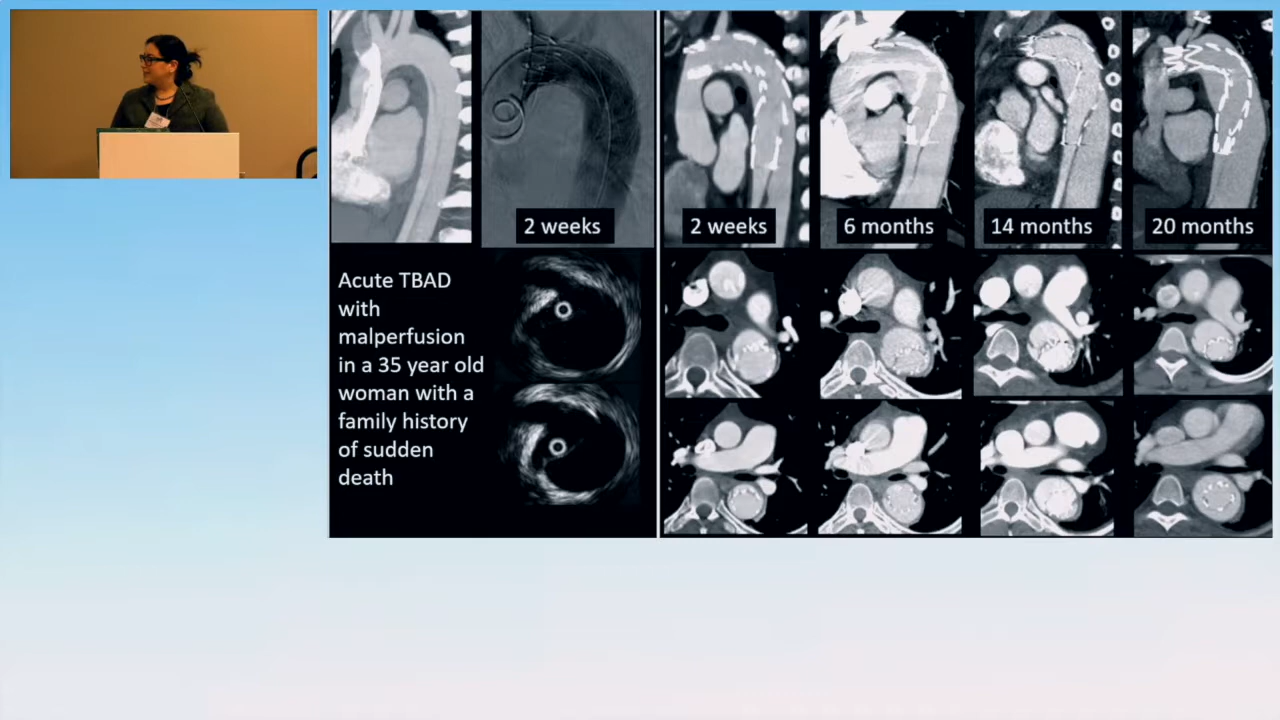 2 weeks
2 weeks
6 months
14 months
20 months
Acute TBAD
with
malperfusion
in a 35 year old
woman with a
family history
of sudden
death